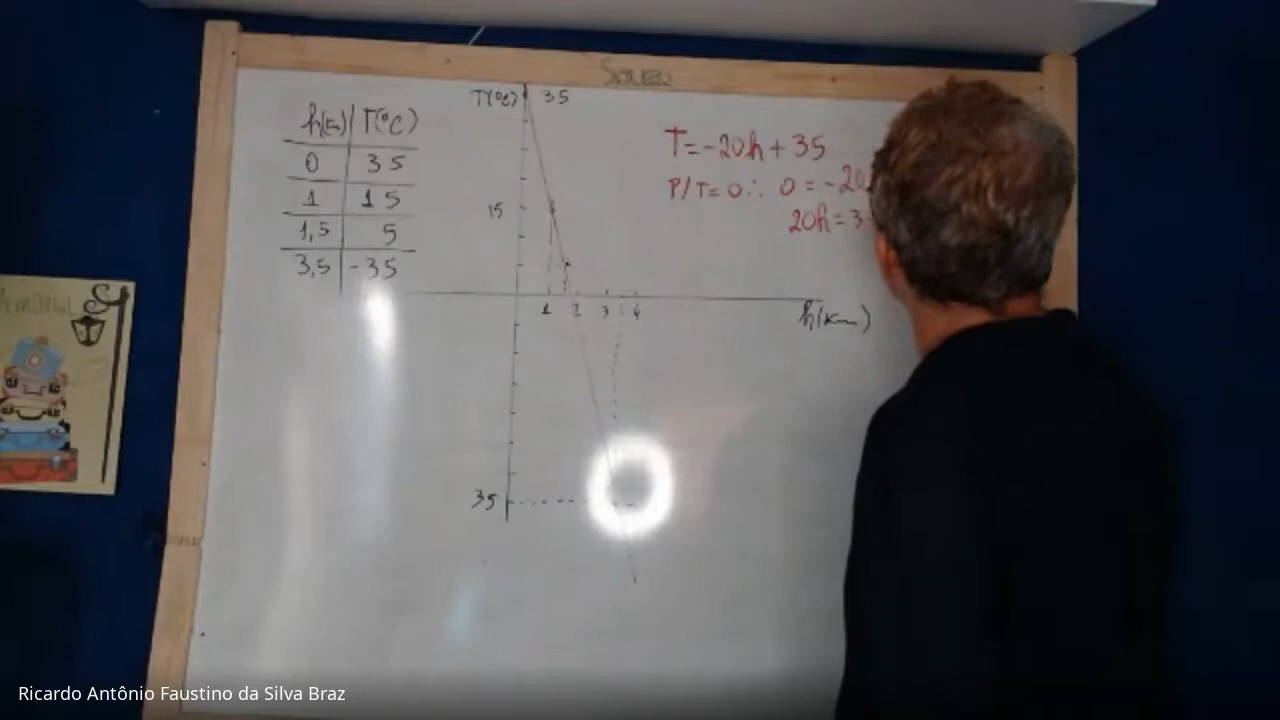 h(km) T(°C)
0 35
1 15
1,5 5
3,5 -35
T(°C) 35
15
1 2 3 4
h(km)
35
T=-20h+35
P/T=0∴ 0=-20
20h=3
Ricardo Antônio Faustino da Silva Braz